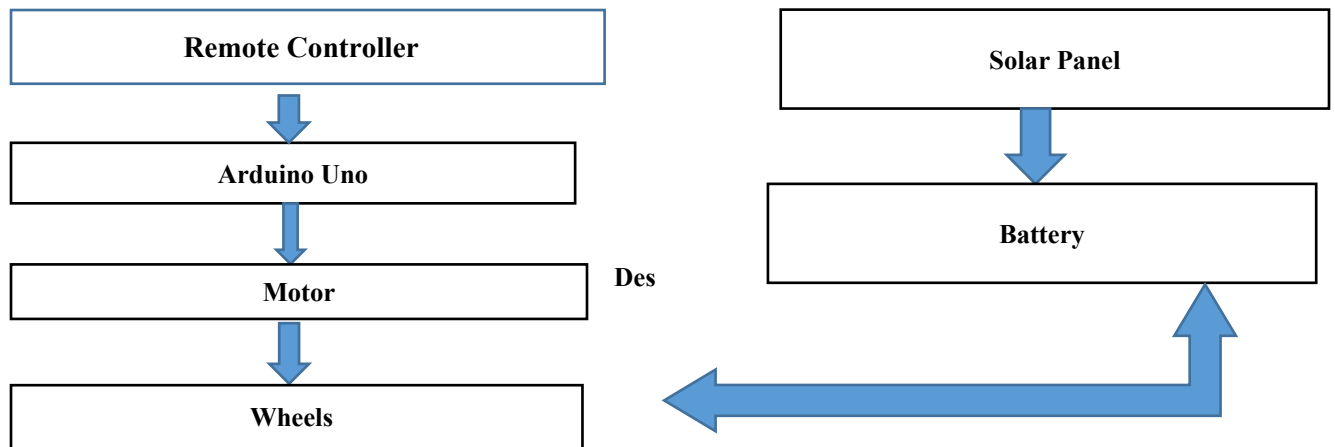 Remote Controller
Solar Panel
Arduino Uno
Battery
Motor
Des
Wheels